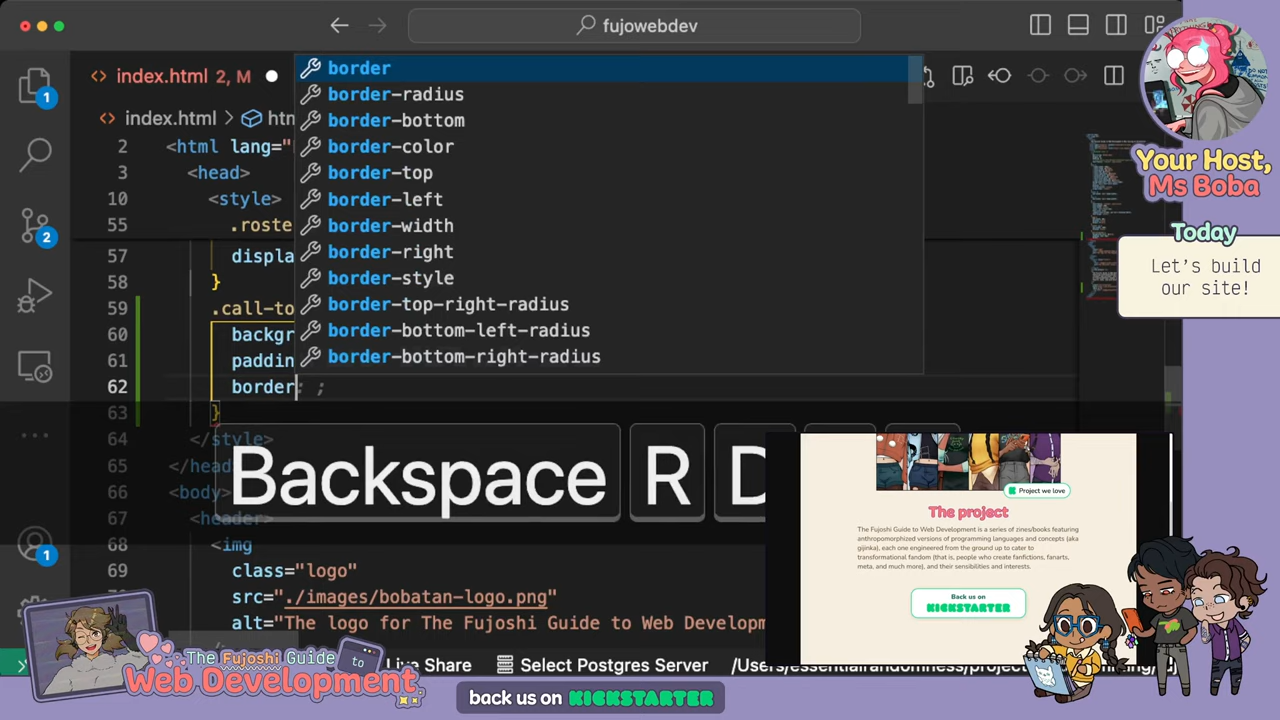 fujowebdev
index.html 2, M
index.html
htm
border
border-radius
border-bottom
border-color
border-top
border-left
border-width
border-right
border-style
border-top-right-radius
border-bottom-left-radius
border-bottom-right-radius
2 <html lang="
3 <head>
10 <style>
55 .roste
57 displa
58 }
59 .call-to
60 backgr
61 paddin
62 border: ;
63 }
64 </style>
65 </head
66 <body>
67 <header>
68 <img
69 class="logo"
src="./images/bobatan-logo.png"
alt="The logo for The Fujoshi Guide to Web Developm
1
2
1
Backspace R D
Live Share
Select Postgres Server
Your Host,
Ms Boba
Today
Let's build
our site!
Project we love
The project
The Fujoshi Guide to Web Development is a series of zines/books featuring
anthropomorphized versions of programming languages and concepts (aka
gijinka), each one engineered from the ground up to cater to
transformational fandom (that is, people who create fanfictions, fanarts,
meta, and much more), and their sensibilities and interests.
Back us on
KICKSTARTER
The Fujoshi Guide
to
Web Development
back us on KICKSTARTER